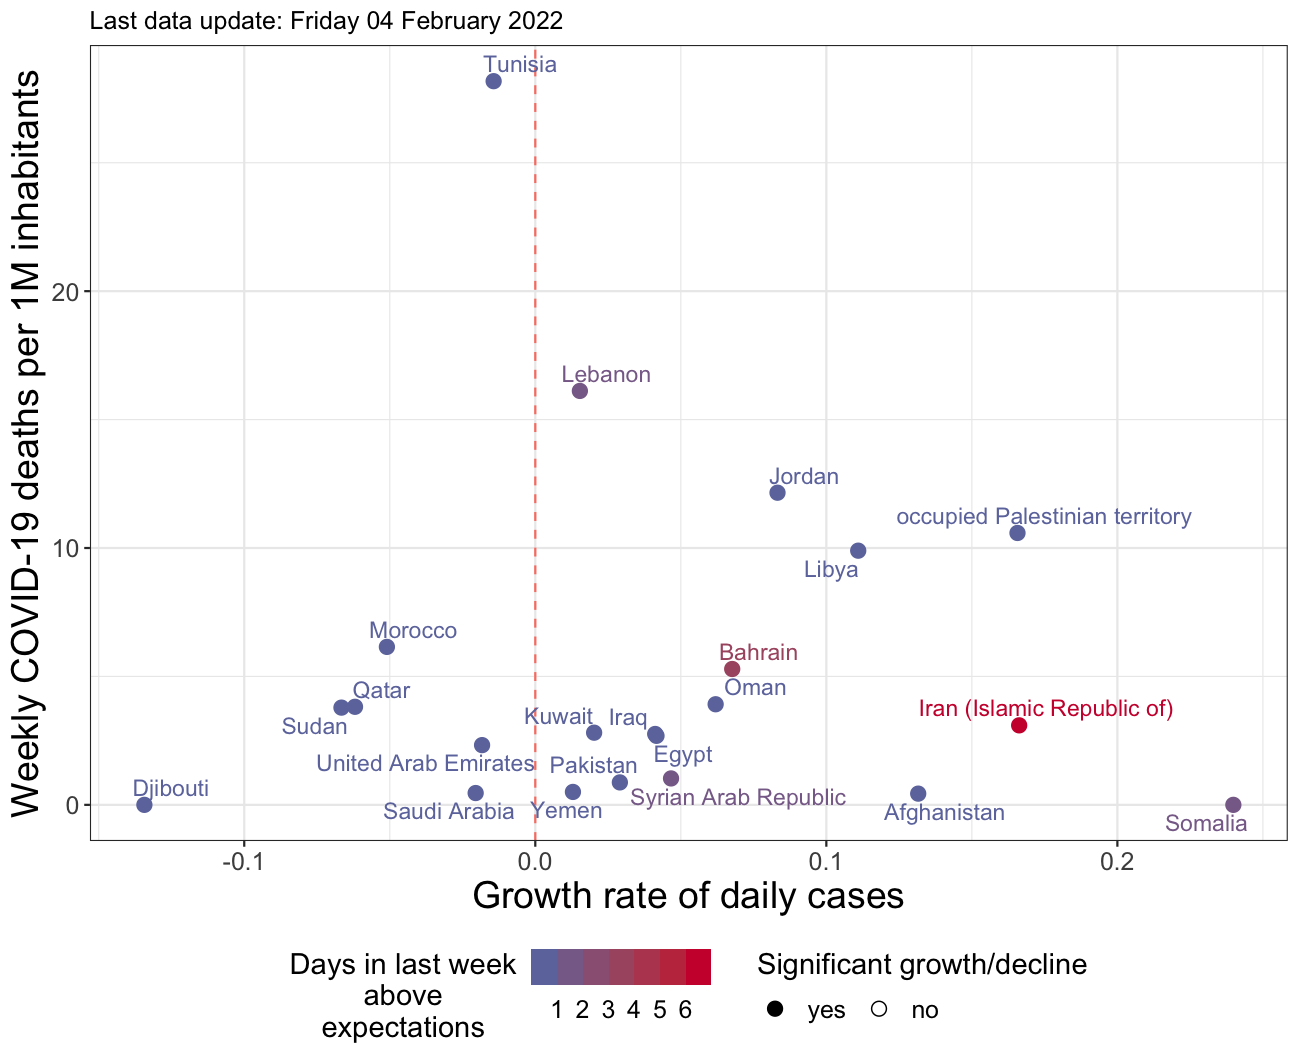 Last data update: Friday 04 February 2022
Weekly COVID-19 deaths per 1M inhabitants
20
10
0
Tunisia
Lebanon
Jordan
occupied Palestinian territory
Libya
Morocco
Bahrain
Oman
Qatar
Sudan
Kuwait
Iraq
Iran (Islamic Republic of)
Egypt
United Arab Emirates
Pakistan
Djibouti
Syrian Arab Republic
Saudi Arabia
Yemen
Afghanistan
Somalia
-0.1
0.0
0.1
0.2
Growth rate of daily cases
Days in last week
above
expectations
1 2 3 4 5 6
Significant growth/decline
yes
no